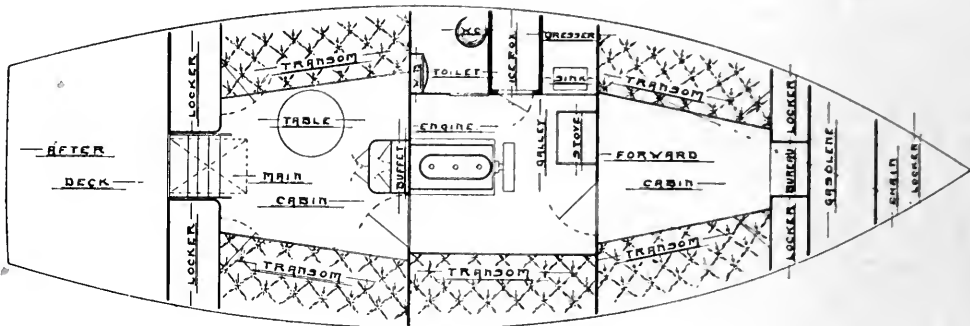 AFTER
DECK
LOCKER
LOCKER
TRANSOM
TABLE
MAIN
CABIN
TRANSOM
BUFFET
W.C.
TOILET
ICE BOX
DRESSER
SINK
ENGINE
GALLEY
STOVE
TRANSOM
TRANSOM
FORWARD
CABIN
TRANSOM
LOCKER
BUREAU
LOCKER
GASOLENE
CHAIN
LOCKER